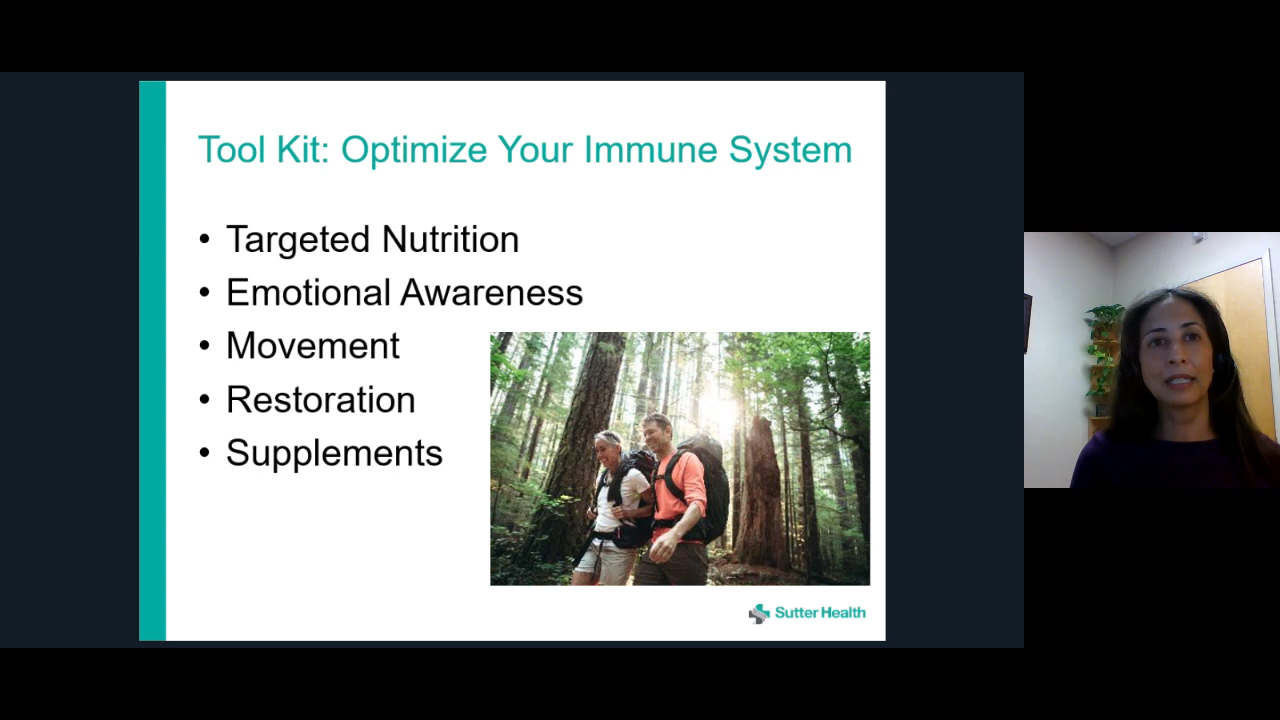 Tool Kit: Optimize Your Immune System
• Targeted Nutrition
• Emotional Awareness
• Movement
• Restoration
• Supplements
Sutter Health